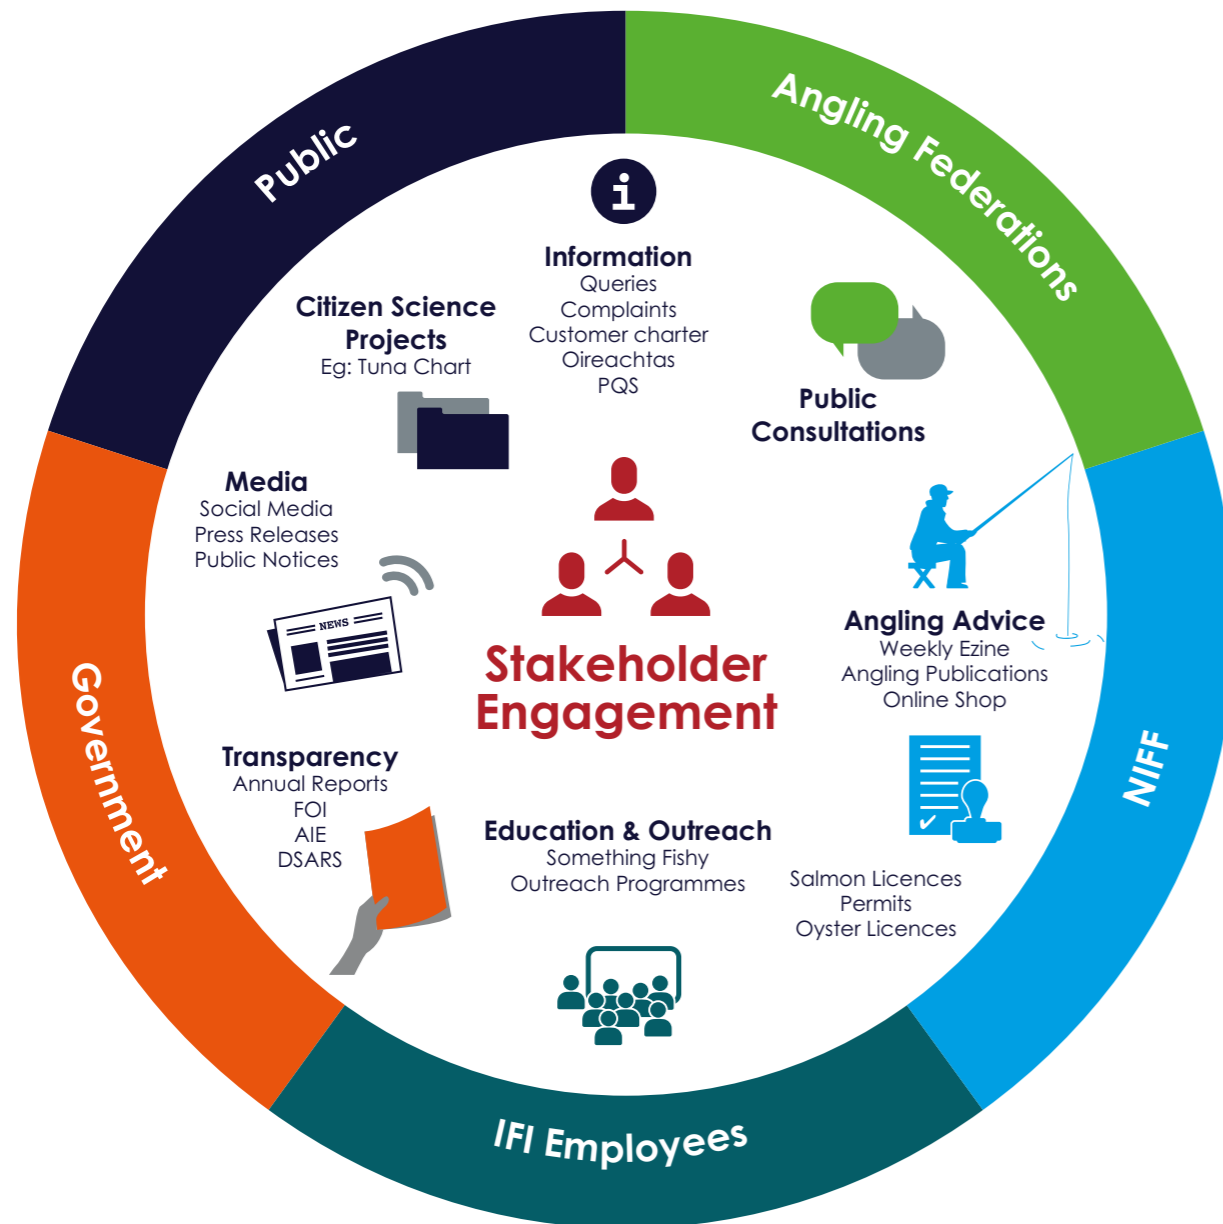 Public
Angling Federations
NIFF
IFI Employees
Government
Information
Queries
Complaints
Customer charter
Oireachtas
PQS
Citizen Science
Projects
Eg: Tuna Chart
Public
Consultations
Media
Social Media
Press Releases
Public Notices
NEWS
Angling Advice
Weekly Ezine
Angling Publications
Online Shop
Stakeholder
Engagement
Transparency
Annual Reports
FOI
AIE
DSARS
Education & Outreach
Something Fishy
Outreach Programmes
Salmon Licences
Permits
Oyster Licences